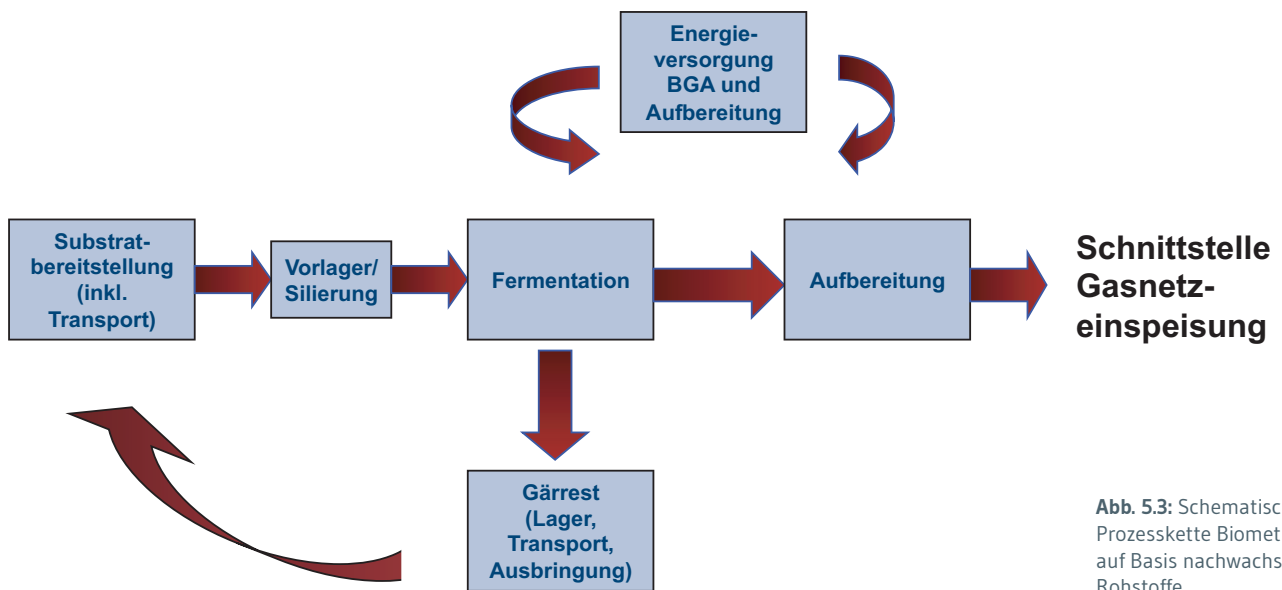 Energie-
versorgung
BGA und
Aufbereitung
Substrat-
bereitstellung
(inkl.
Transport)
Vorlager/
Silierung
Fermentation
Aufbereitung
Schnittstelle
Gasnetz-
einspeisung
Gärrest
(Lager,
Transport,
Ausbringung)
Abb. 5.3: Schematisc
Prozesskette Biomet
auf Basis nachwachs
Rohstoffe